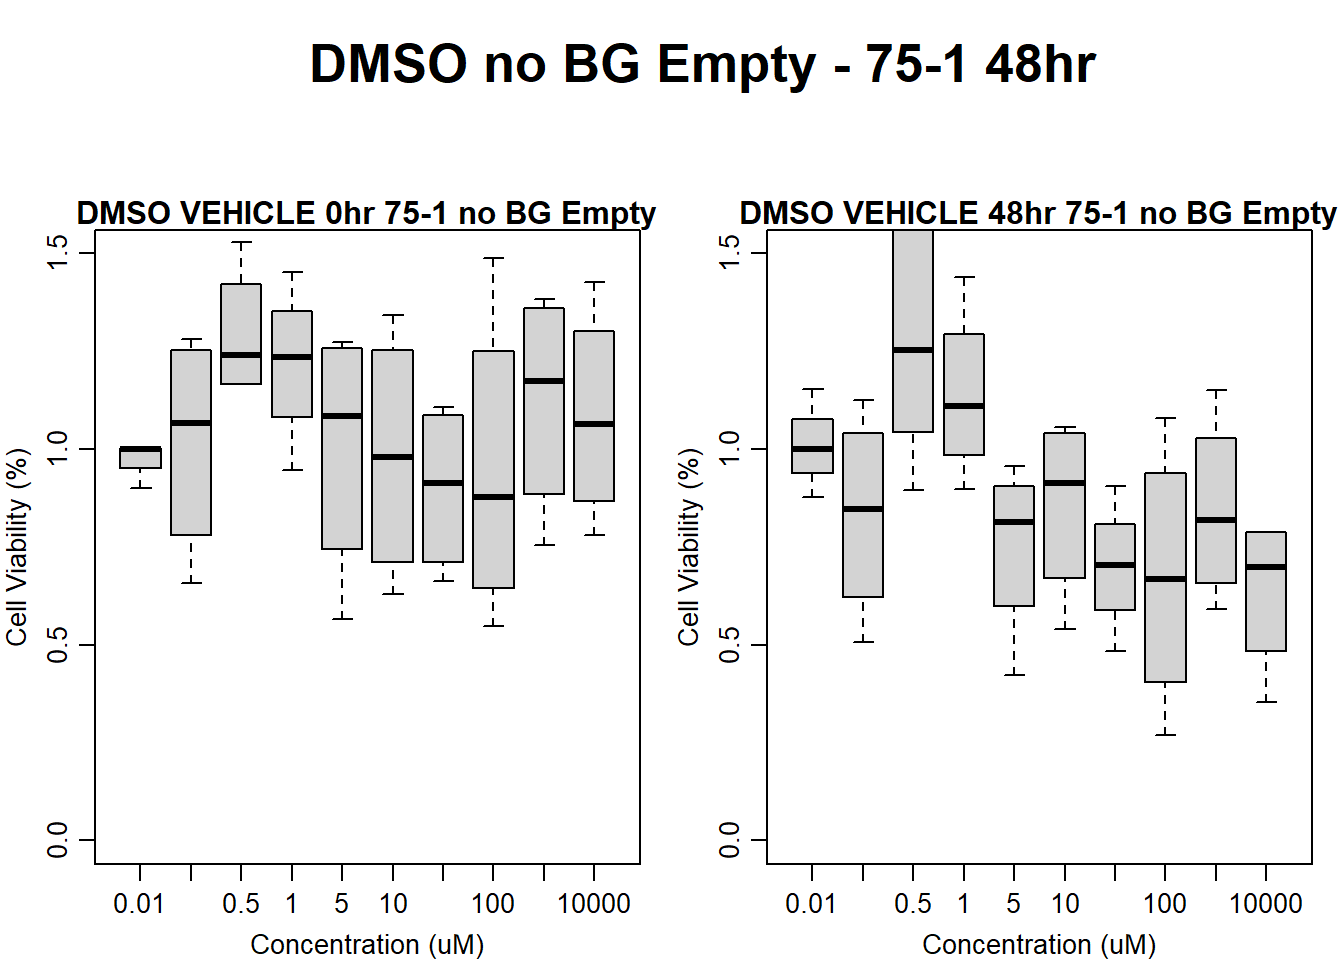 DMSO no BG Empty - 75-1 48hr
DMSO VEHICLE 0hr 75-1 no BG Empty
Cell Viability (%)
1.5
1.0
0.5
0.0
0.01 0.5 1 5 10 100 10000
Concentration (uM)
DMSO VEHICLE 48hr 75-1 no BG Empty
Cell Viability (%)
1.5
1.0
0.5
0.0
0.01 0.5 1 5 10 100 10000
Concentration (uM)